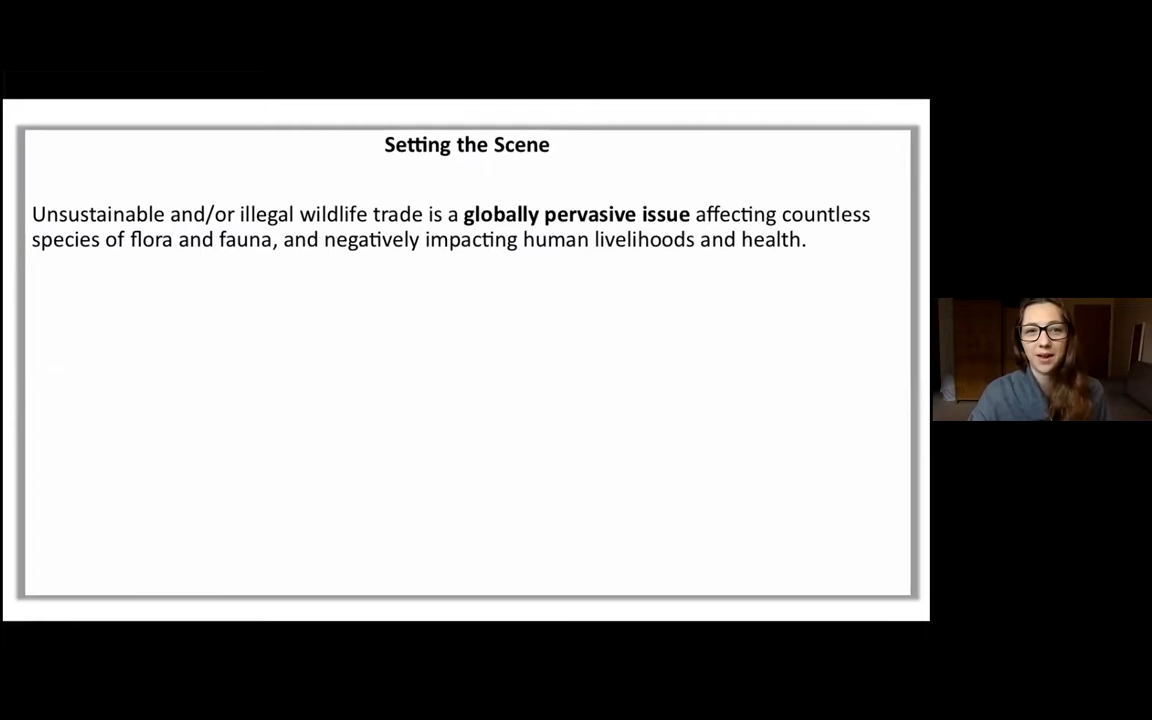 Setting the Scene
Unsustainable and/or illegal wildlife trade is a globally pervasive issue affecting countless
species of flora and fauna, and negatively impacting human livelihoods and health.